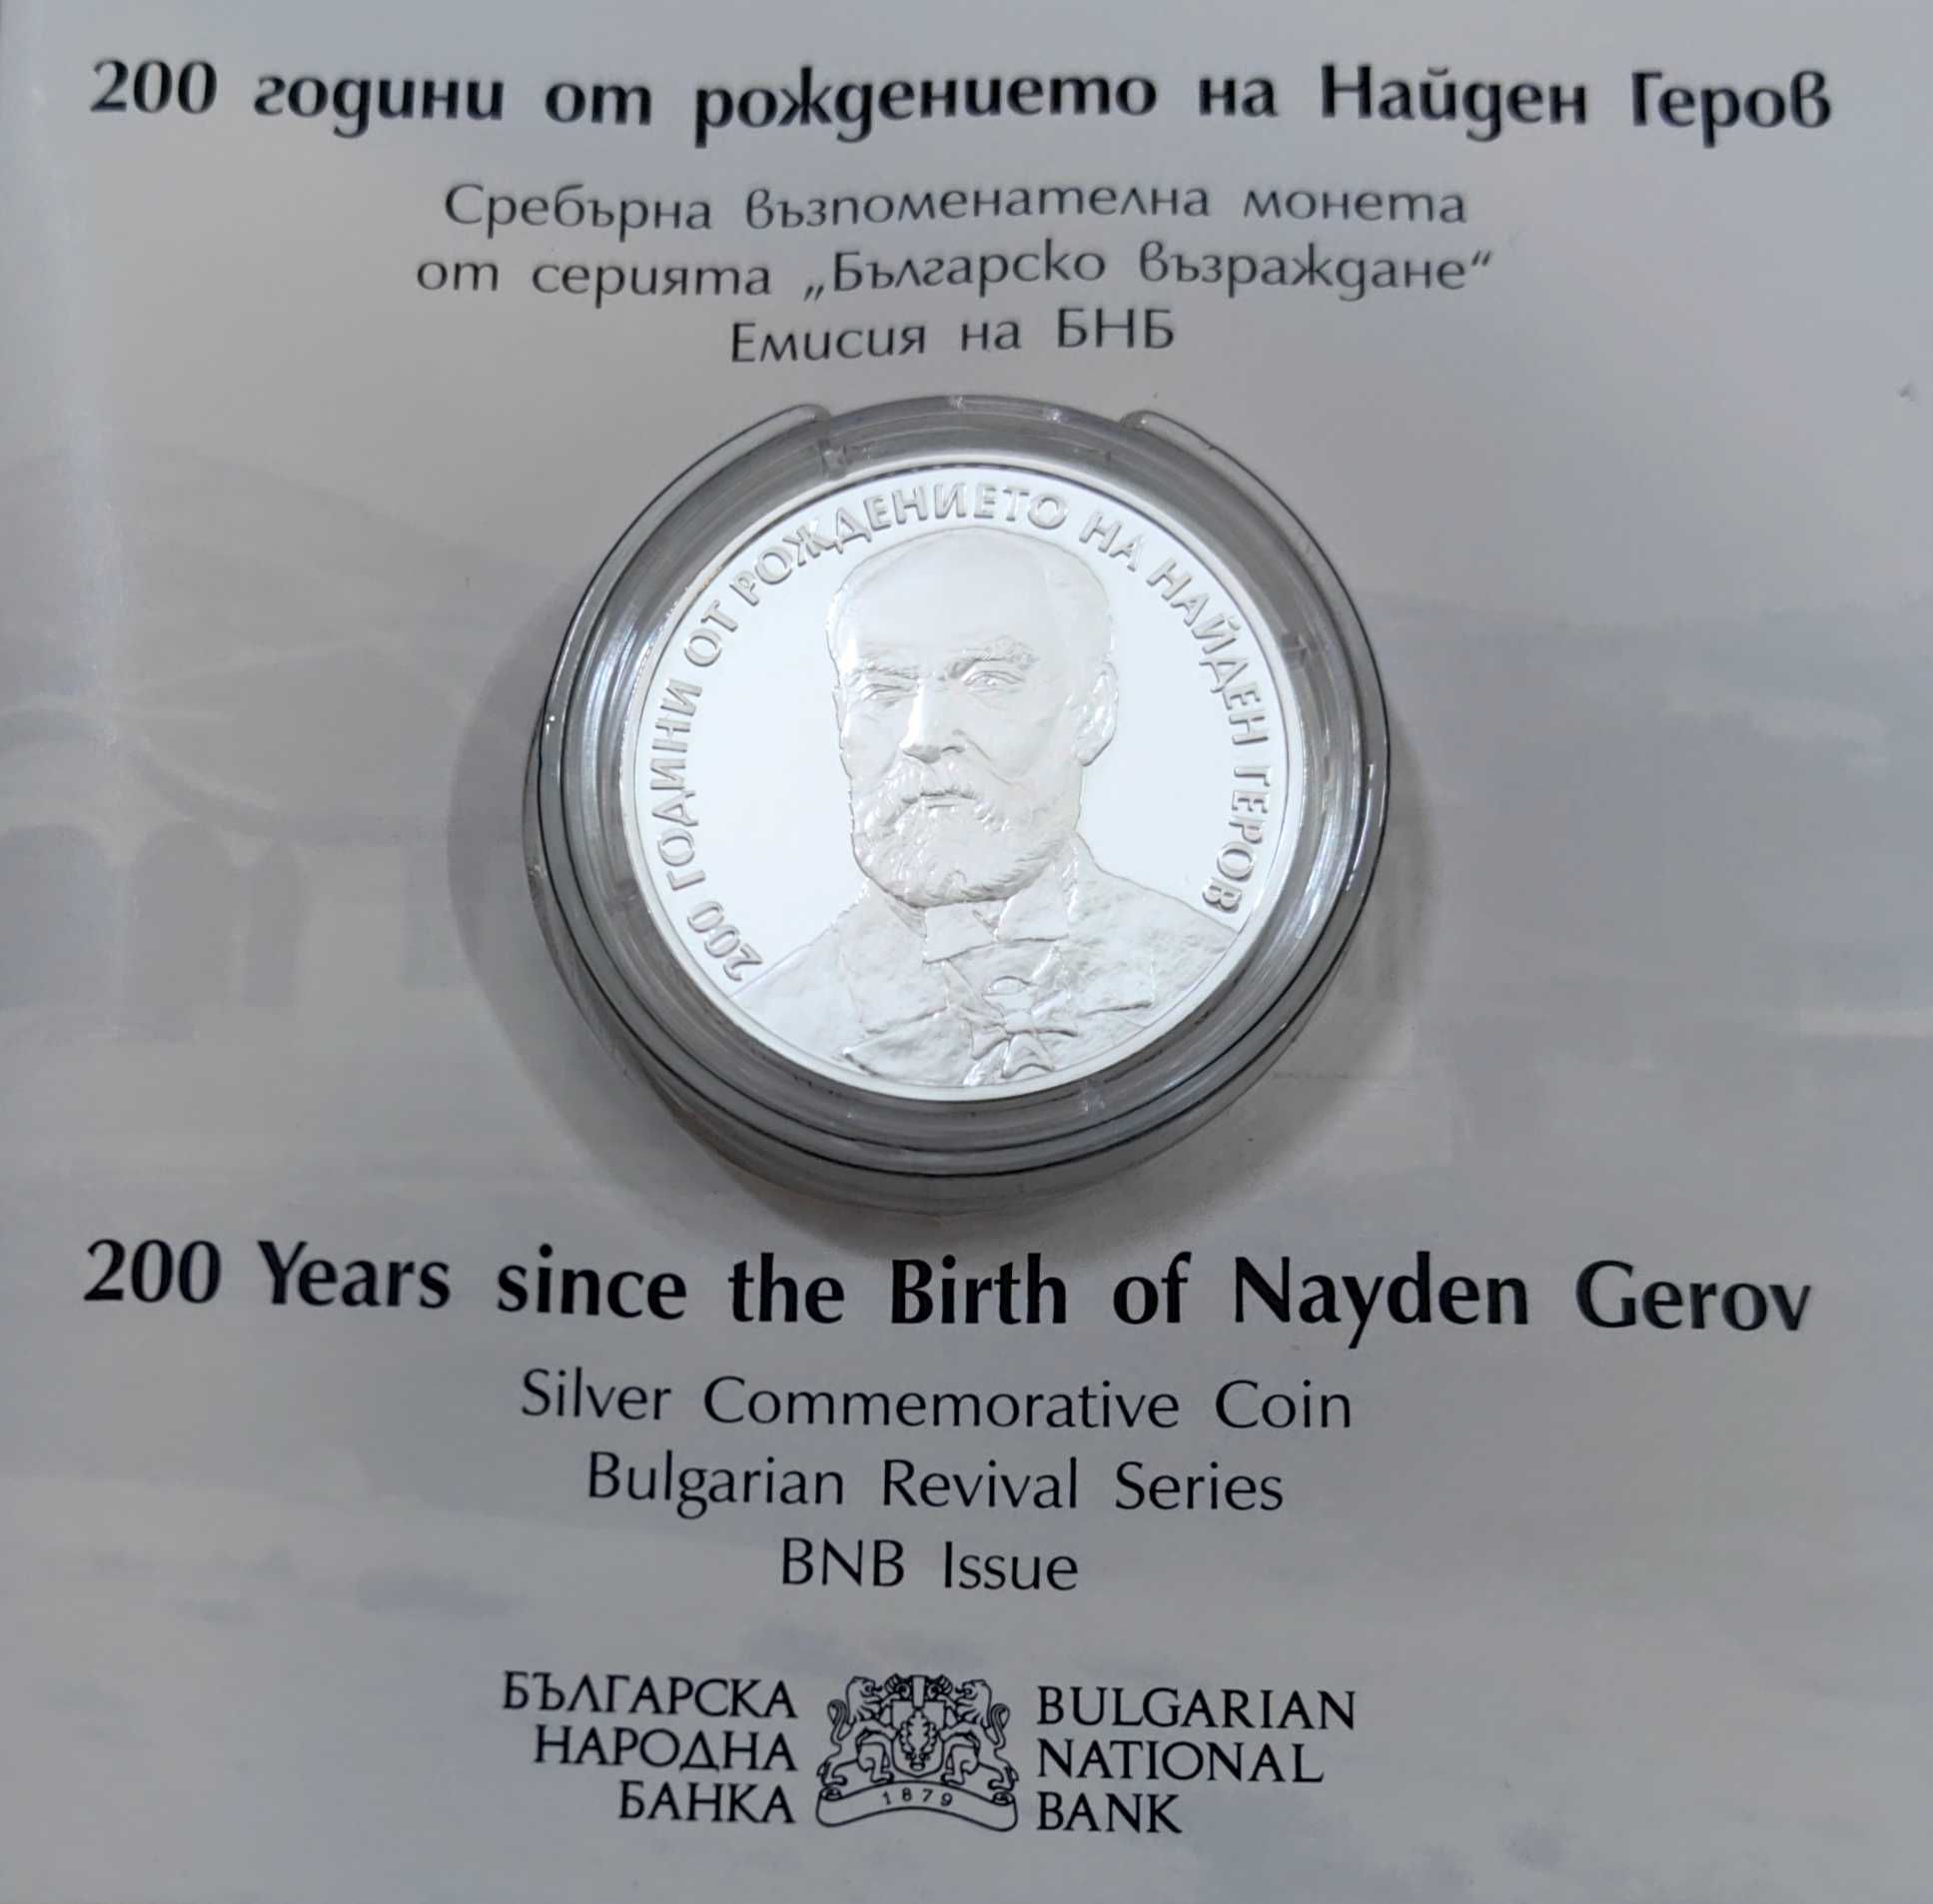 200 години от рождението на Найден Геров
Сребърна възпоменателна монета
от серията „Българско възраждане“
Емисия на БНБ
200 ГОДИНИ ОТ РОЖДЕНИЕТО НА НАЙДЕН ГЕРОВ
200 Years since the Birth of Nayden Gerov
Silver Commemorative Coin
Bulgarian Revival Series
BNB Issue
БЪЛГАРСКА
НАРОДНА
БАНКА
1879
BULGARIAN
NATIONAL
BANK